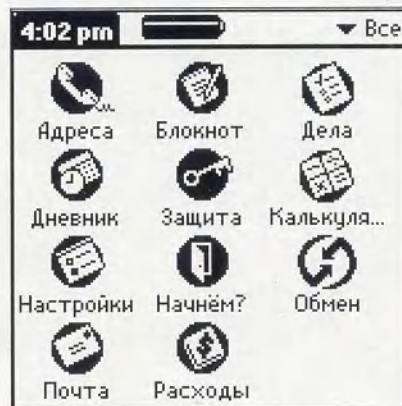 4:02 pm ▼ Все
Адреса Блокнот Дела
Дневник Защита Калькуля...
Настройки Начнём? Обмен
Почта Расходы